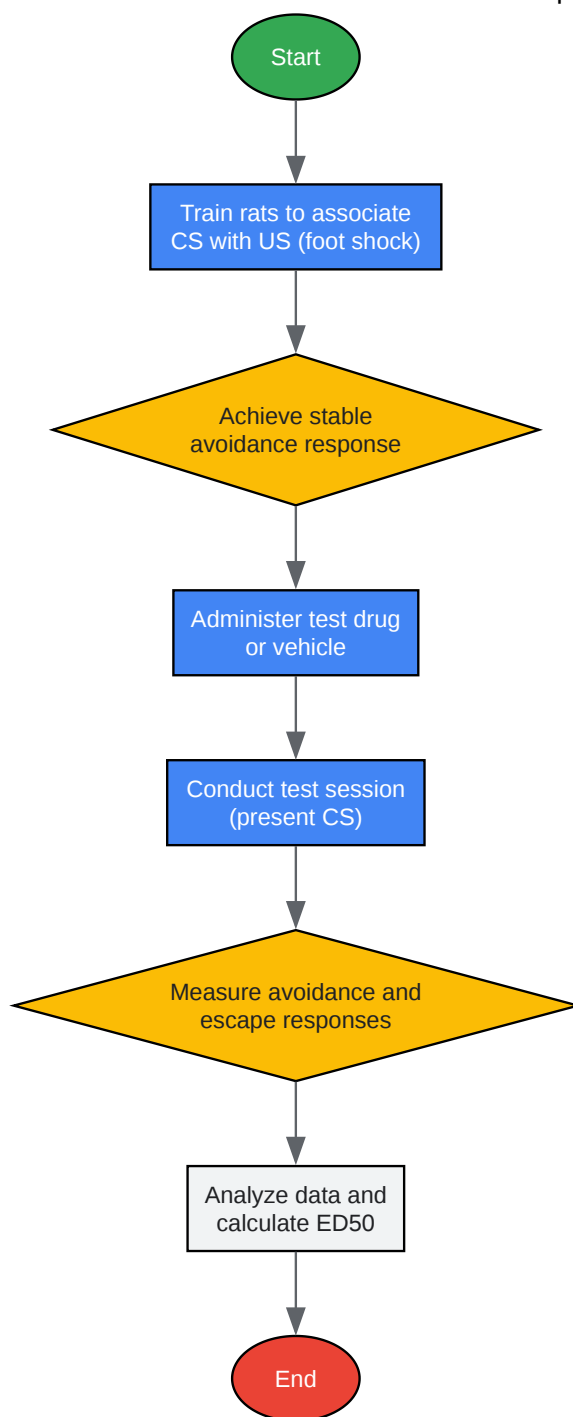 Start
Train rats to associate
CS with US (foot shock)
Achieve stable
avoidance response
Administer test drug
or vehicle
Conduct test session
(present CS)
Measure avoidance and
escape responses
Analyze data and
calculate ED50
End